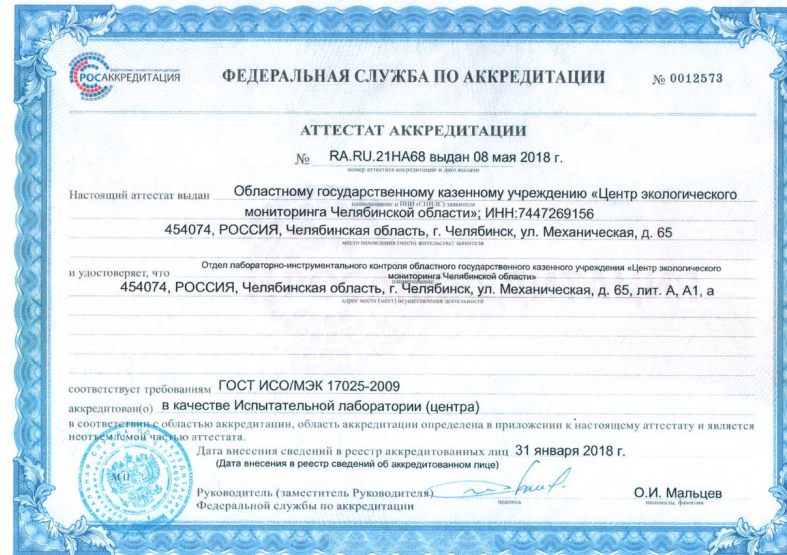 ФЕДЕРАЛЬНАЯ СЛУЖБА ПО АККРЕДИТАЦИИ
РОСАККРЕДИТАЦИЯ
ФЕДЕРАЛЬНАЯ СЛУЖБА ПО АККРЕДИТАЦИИ
№ 0012573
АТТЕСТАТ АККРЕДИТАЦИИ
№ RA.RU.21НА68 выдан 08 мая 2018 г.
номер аттестата аккредитации и дата выдачи
Настоящий аттестат выдан Областному государственному казенному учреждению «Центр экологического
наименование и ИНН (СНИЛС) заявителя
мониторинга Челябинской области»; ИНН:7447269156
454074, РОССИЯ, Челябинская область, г. Челябинск, ул. Механическая, д. 65
место нахождения (место жительства) заявителя
и удостоверяет, что Отдел лабораторно-инструментального контроля областного государственного казенного учреждения «Центр экологического
мониторинга Челябинской области»
наименование
454074, РОССИЯ, Челябинская область, г. Челябинск, ул. Механическая, д. 65, лит. А, А1, а
адрес места (мест) осуществления деятельности
соответствует требованиям ГОСТ ИСО/МЭК 17025-2009
аккредитован(о) в качестве Испытательной лаборатории (центра)
в соответствии с областью аккредитации, область аккредитации определена в приложении к настоящему аттестату и является
неотъемлемой частью аттестата.
Дата внесения сведений в реестр аккредитованных лиц 31 января 2018 г.
(Дата внесения в реестр сведений об аккредитованном лице)
М.П.
Руководитель (заместитель Руководителя)
Федеральной службы по аккредитации
подпись
О.И. Мальцев
инициалы, фамилия